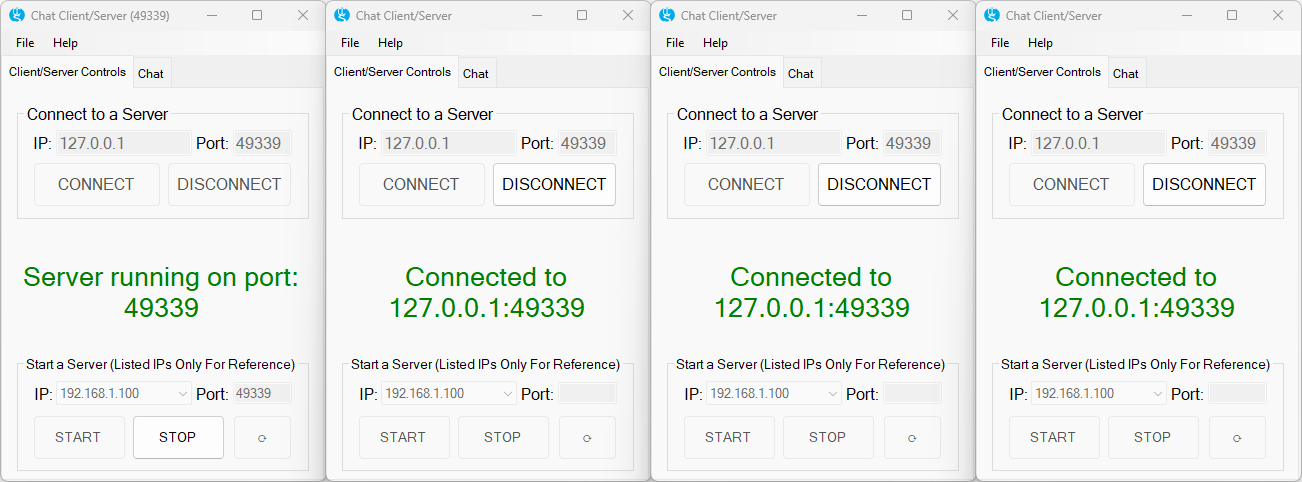 Chat Client/Server (49339)
File Help
Client/Server Controls Chat
Connect to a Server
IP: 127.0.0.1 Port: 49339
CONNECT DISCONNECT
Server running on port:
49339
Start a Server (Listed IPs Only For Reference)
IP: 192.168.1.100 Port: 49339
START STOP
Chat Client/Server
File Help
Client/Server Controls Chat
Connect to a Server
IP: 127.0.0.1 Port: 49339
CONNECT DISCONNECT
Connected to
127.0.0.1:49339
Start a Server (Listed IPs Only For Reference)
IP: 192.168.1.100 Port:
START STOP
Chat Client/Server
File Help
Client/Server Controls Chat
Connect to a Server
IP: 127.0.0.1 Port: 49339
CONNECT DISCONNECT
Connected to
127.0.0.1:49339
Start a Server (Listed IPs Only For Reference)
IP: 192.168.1.100 Port:
START STOP
Chat Client/Server
File Help
Client/Server Controls Chat
Connect to a Server
IP: 127.0.0.1 Port: 49339
CONNECT DISCONNECT
Connected to
127.0.0.1:49339
Start a Server (Listed IPs Only For Reference)
IP: 192.168.1.100 Port:
START STOP